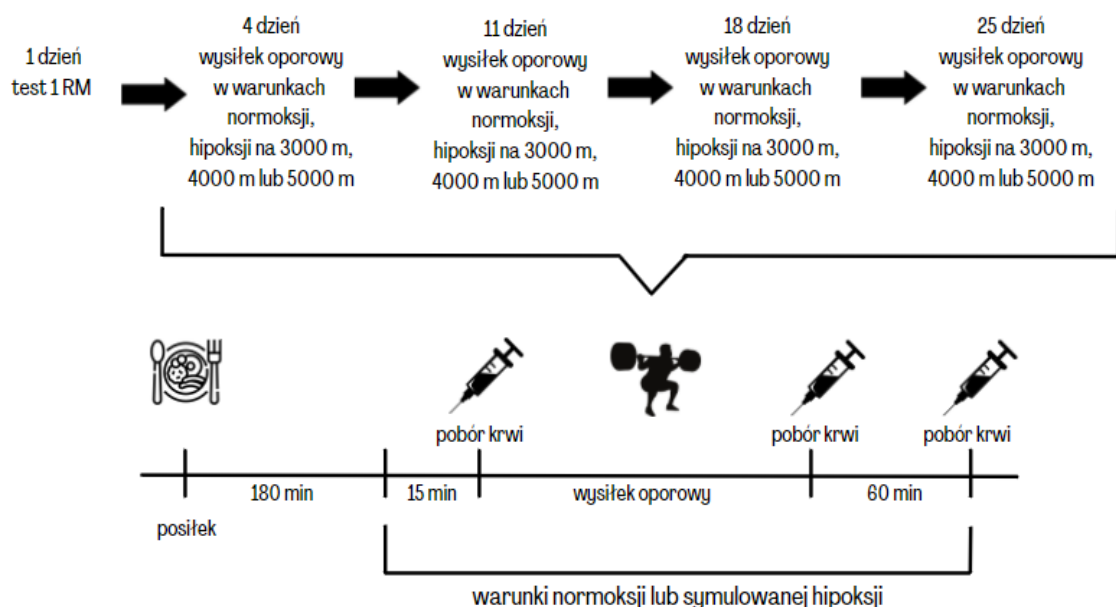 1 dzień
test 1 RM
4 dzień
wysiłek oporowy
w warunkach
normoksji,
hipoksji na 3000 m,
4000 m lub 5000 m
11 dzień
wysiłek oporowy
w warunkach
normoksji,
hipoksji na 3000 m,
4000 m lub 5000 m
18 dzień
wysiłek oporowy
w warunkach
normoksji,
hipoksji na 3000 m,
4000 m lub 5000 m
25 dzień
wysiłek oporowy
w warunkach
normoksji,
hipoksji na 3000 m,
4000 m lub 5000 m
pobór krwi
pobór krwi
pobór krwi
180 min
15 min
wysiłek oporowy
60 min
posiłek
warunki normoksji lub symulowanej hipoksji